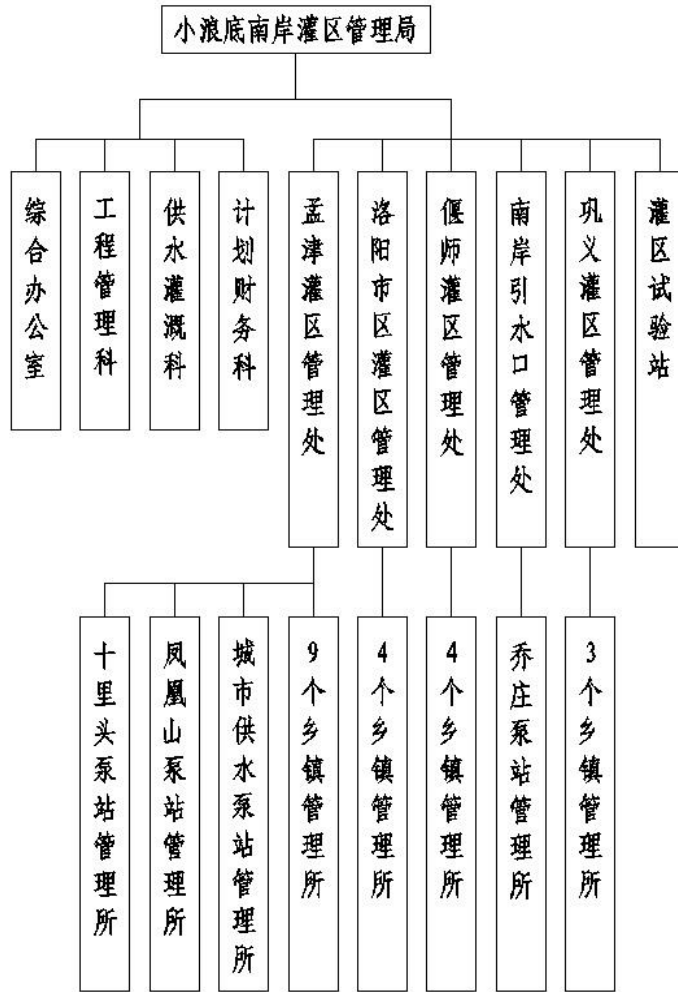 小浪底南岸灌区管理局
综合办公室
工程管理科
供水灌溉科
计划财务科
孟津灌区管理处
洛阳市区灌区管理处
偃师灌区管理处
南岸引水口管理处
巩义灌区管理处
灌区试验站
十里头泵站管理所
凤凰山泵站管理所
城市供水泵站管理所
9个乡镇管理所
4个乡镇管理所
4个乡镇管理所
乔庄泵站管理所
3个乡镇管理所